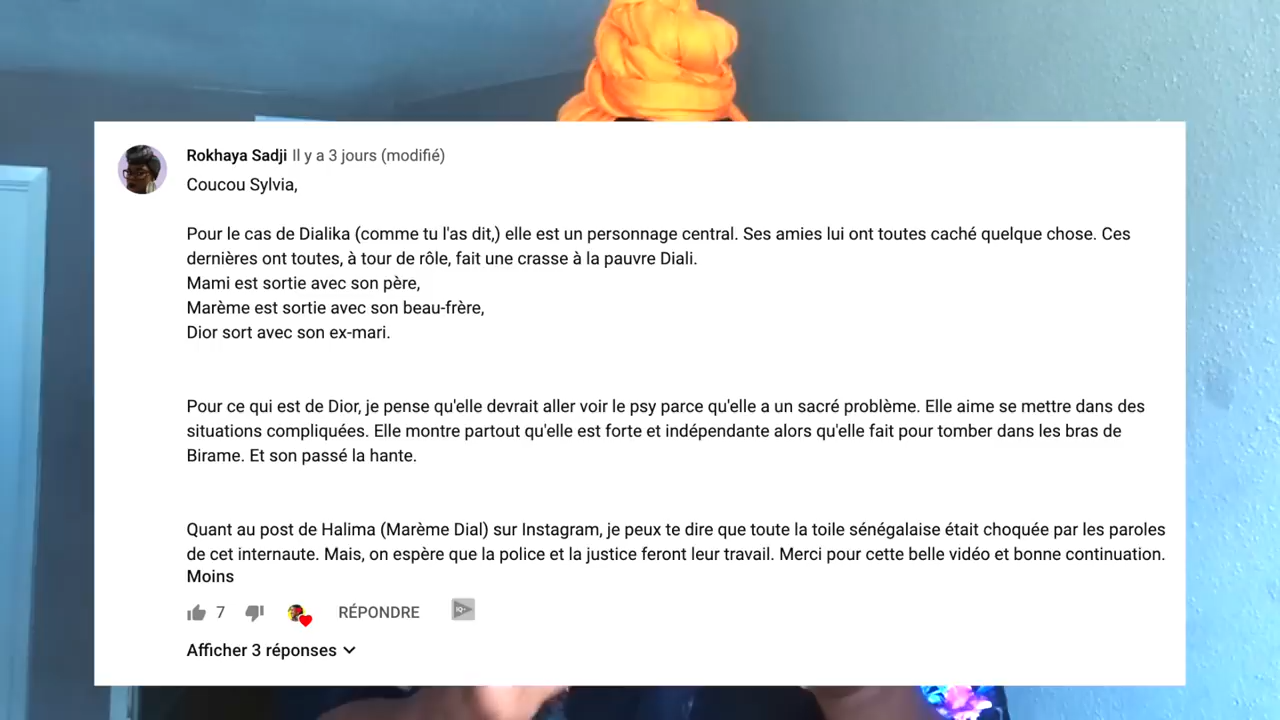 Rokhaya Sadji Il y a 3 jours (modifié)
Coucou Sylvia,
Pour le cas de Dialika (comme tu l'as dit,) elle est un personnage central. Ses amies lui ont toutes caché quelque chose. Ces
dernières ont toutes, à tour de rôle, fait une crasse à la pauvre Diali.
Mami est sortie avec son père,
Marème est sortie avec son beau-frère,
Dior sort avec son ex-mari.
Pour ce qui est de Dior, je pense qu'elle devrait aller voir le psy parce qu'elle a un sacré problème. Elle aime se mettre dans des
situations compliquées. Elle montre partout qu'elle est forte et indépendante alors qu'elle fait pour tomber dans les bras de
Birame. Et son passé la hante.
Quant au post de Halima (Marème Dial) sur Instagram, je peux te dire que toute la toile sénégalaise était choquée par les paroles
de cet internaute. Mais, on espère que la police et la justice feront leur travail. Merci pour cette belle vidéo et bonne continuation.
Moins
7 RÉPONDRE IQ+
Afficher 3 réponses